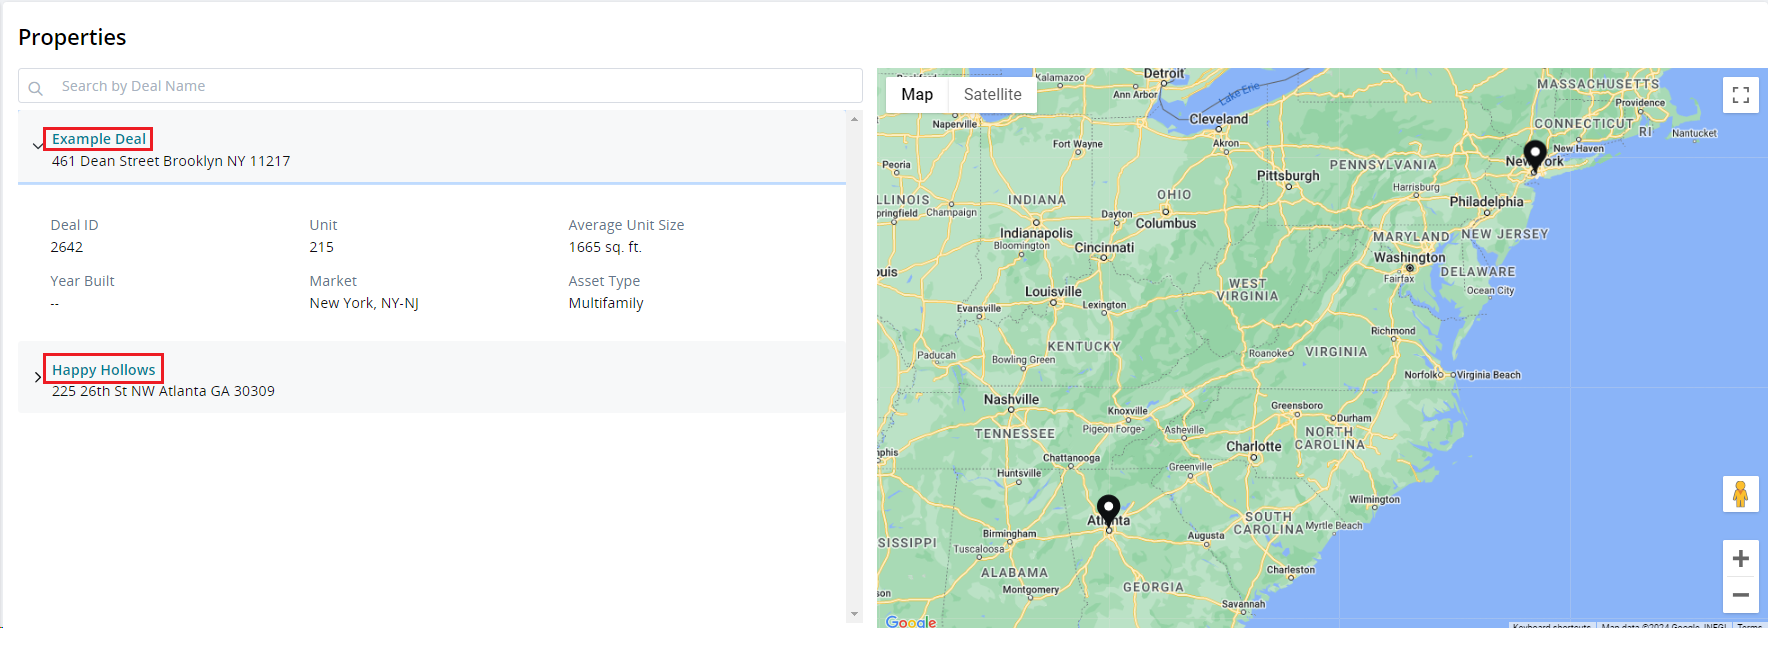 Properties
Search by Deal Name
Example Deal
461 Dean Street Brooklyn NY 11217
Deal ID
Unit
Average Unit Size
2642
215
1665 sq. ft.
Year Built
Market
Asset Type
--
New York, NY-NJ
Multifamily
Happy Hollows
225 26th St NW Atlanta GA 30309
Map
Satellite
Kalamazoo
Detroit
Ann Arbor
Lake Erie
MASSACHUSETTS
Providence
Naperville
Cleveland
CONNECTICUT
RI
Nantucket
Fort Wayne
Akron
New Haven
Peoria
PENNSYLVANIA
New York
Pittsburgh
Harrisburg
INDIANA
OHIO
Philadelphia
Champaign
Dayton
Columbus
Indianapolis
Bloomington
Cincinnati
MARYLAND
NEW JERSEY
Washington
DELAWARE
Fairfax
Ocean City
WEST
VIRGINIA
Louisville
Lexington
Evansville
Richmond
KENTUCKY
Paducah
Bowling Green
Roanoke
VIRGINIA
Norfolk
Virginia Beach
Nashville
Knoxville
Greensboro
Durham
TENNESSEE
Pigeon Forge
Asheville
NORTH
CAROLINA
Charlotte
Chattanooga
Greenville
Huntsville
Wilmington
Atlanta
SOUTH
CAROLINA
Myrtle Beach
Birmingham
Augusta
Tuscaloosa
ALABAMA
GEORGIA
Charleston
Montgomery
Savannah
Google
Keyboard shortcuts
Map data ©2024 Google, INEGI
Terms